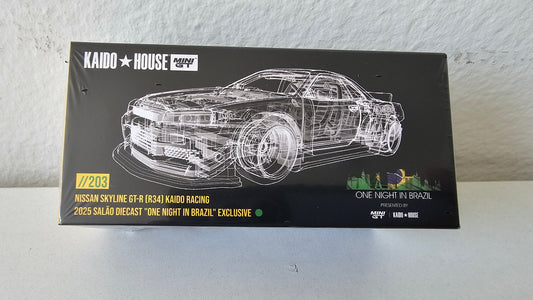 KAIDO★HOUSE MINI GT
//203
NISSAN SKYLINE GT-R (R34) KAIDO RACING
2025 SALÃO DIECAST "ONE NIGHT IN BRAZIL" EXCLUSIVE
ONE NIGHT IN BRAZIL
PRESENTED BY
MINI GT KAIDO★HOUSE